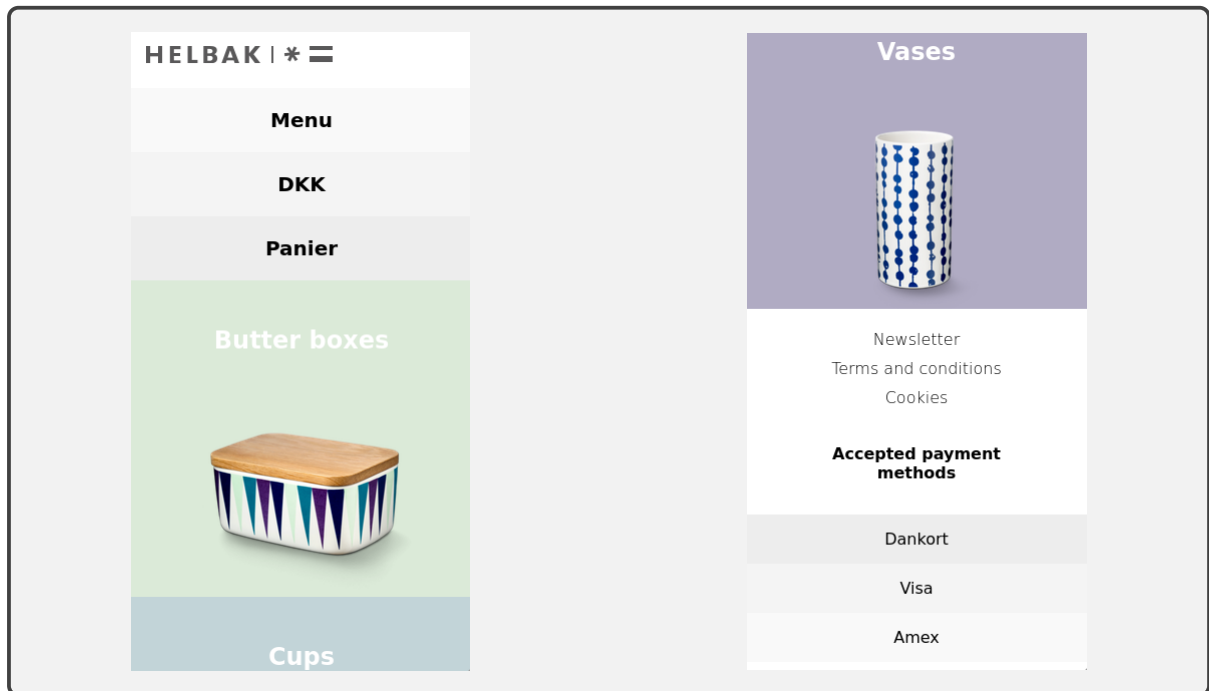 HELBAK | * =
Menu
DKK
Panier
Butter boxes
Cups
Vases
Newsletter
Terms and conditions
Cookies
Accepted payment
methods
Dankort
Visa
Amex